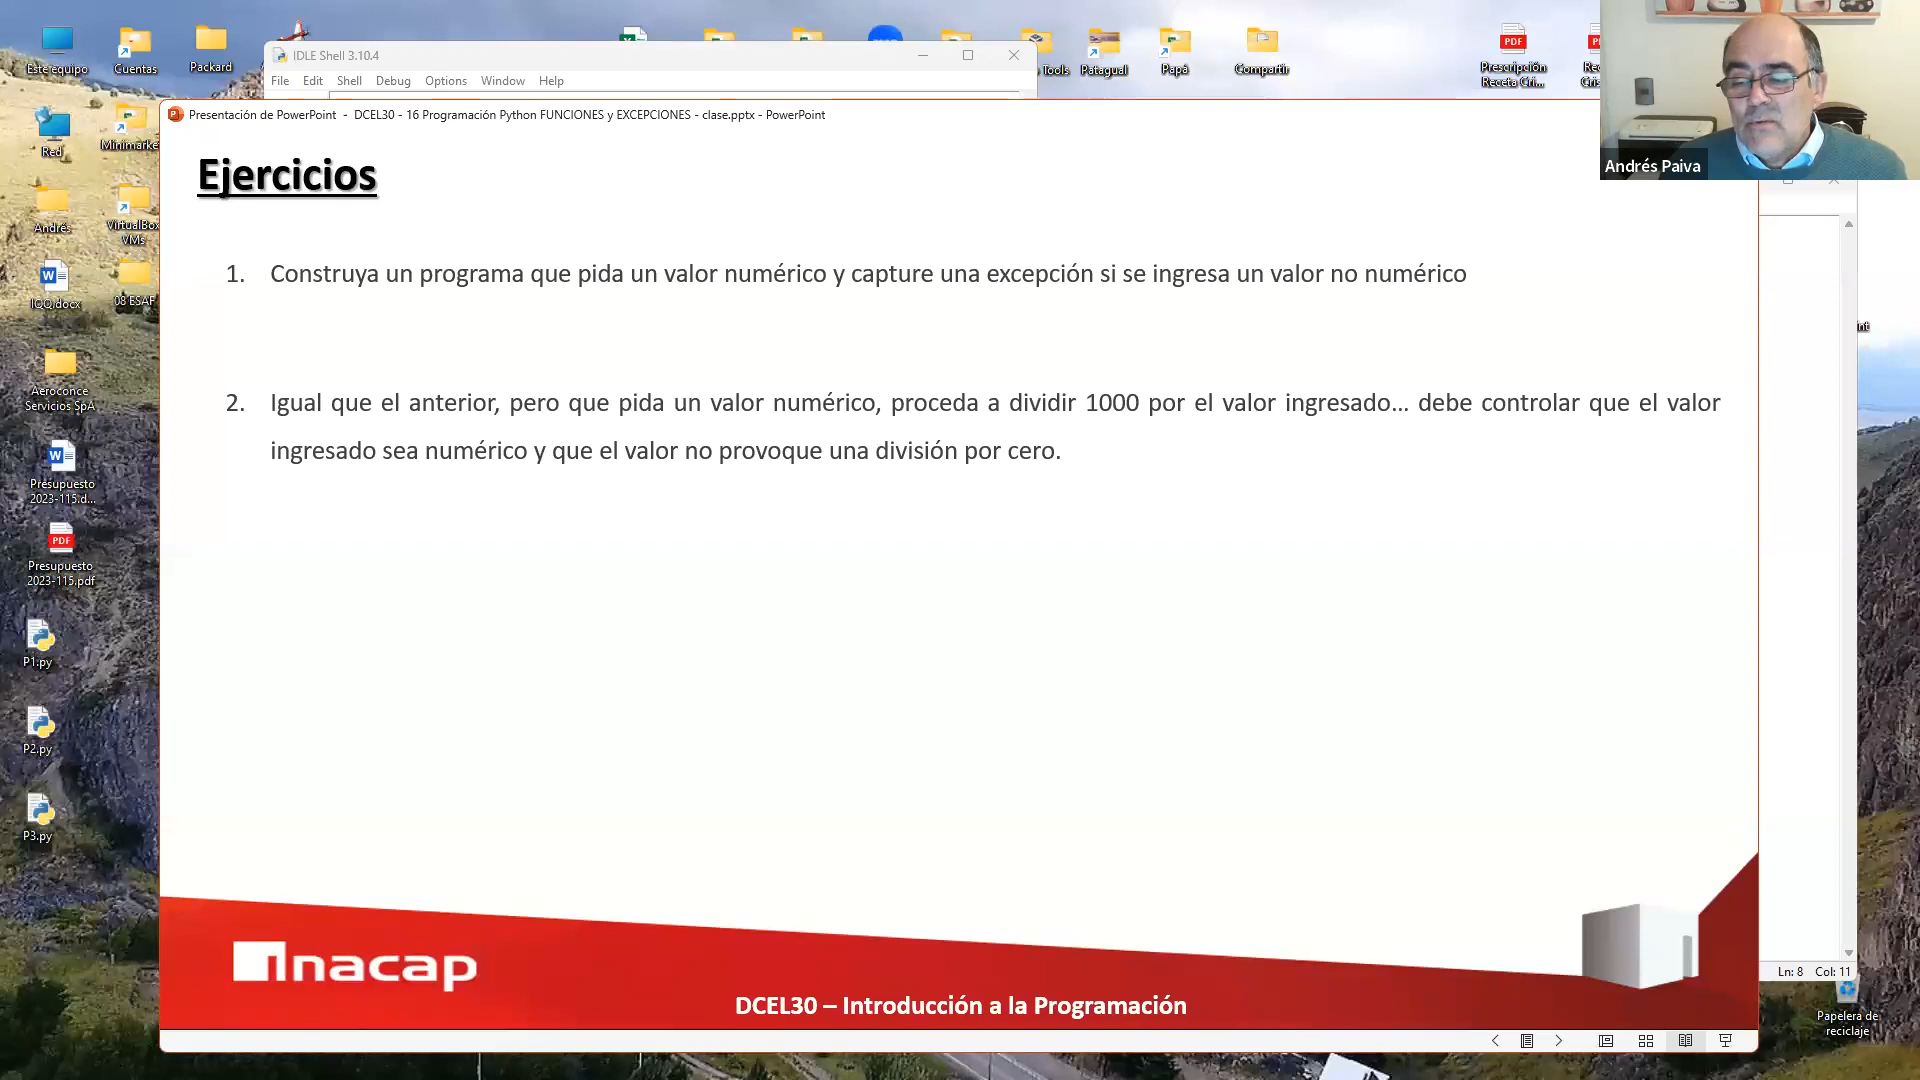 Este equipo
Cuentas
Packard
IDLE Shell 3.10.4
File Edit Shell Debug Options Window Help
Tools
Patagual
Papá
Compartir
Prescripción
Receta Cri...
Andrés Paiva
Presentación de PowerPoint - DCEL30 - 16 Programación Python FUNCIONES y EXCEPCIONES - clase.pptx - PowerPoint
Red
Minimarke
Andrés
VirtualBox
VMs
IQQ.docx
08 ESAF
Aeroconce
Servicios SpA
Presupuesto
2023-115.d...
Presupuesto
2023-115.pdf
P1.py
P2.py
P3.py
Ejercicios
1. Construya un programa que pida un valor numérico y capture una excepción si se ingresa un valor no numérico
2. Igual que el anterior, pero que pida un valor numérico, proceda a dividir 1000 por el valor ingresado… debe controlar que el valor
ingresado sea numérico y que el valor no provoque una división por cero.
Inacap
DCEL30 – Introducción a la Programación
Ln: 8 Col: 11
Papelera de
reciclaje